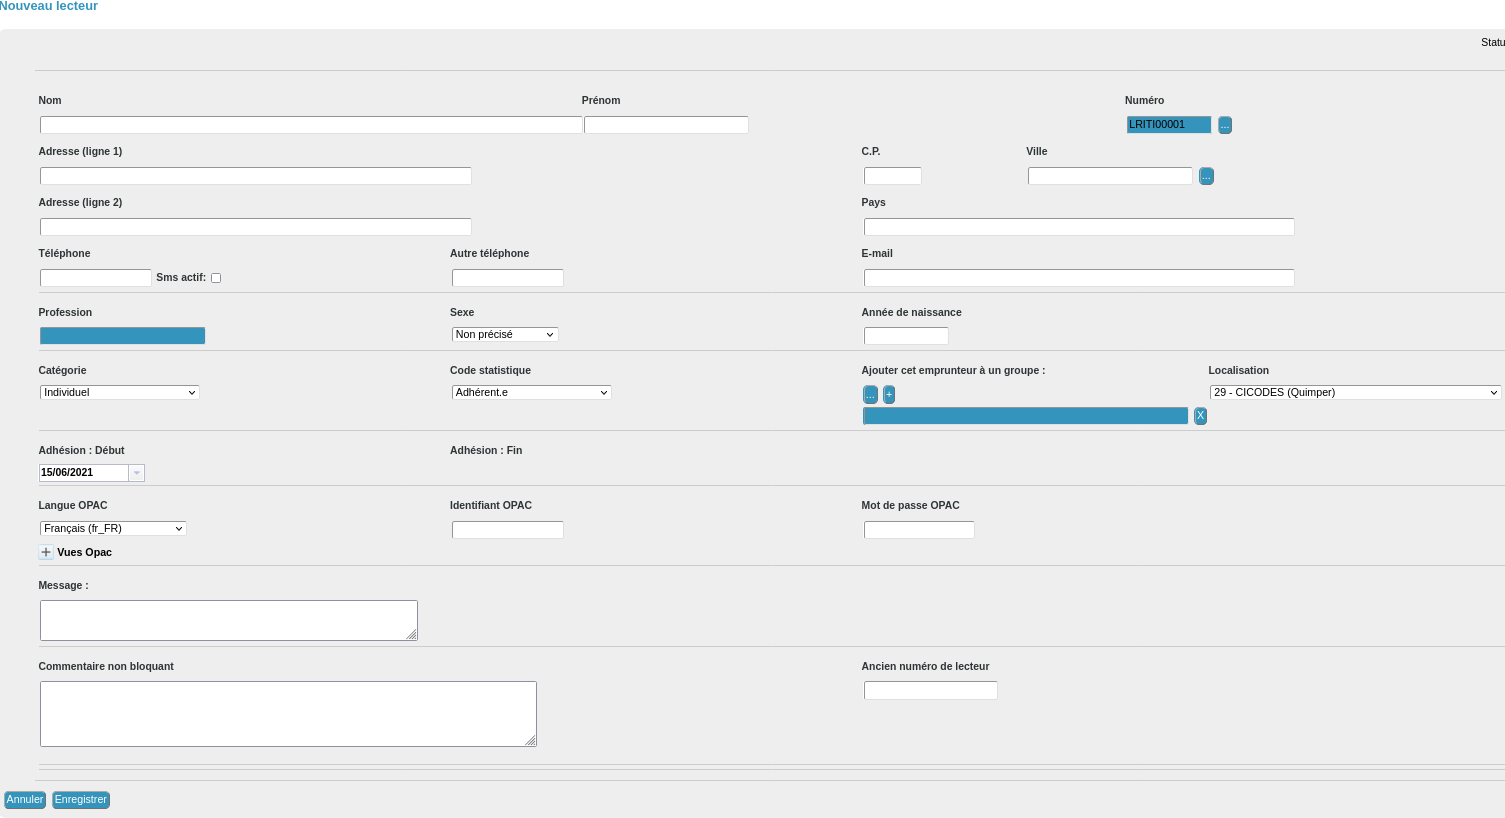 Nouveau lecteur
Statu
Nom Prénom Numéro
LRITI00001 ...
Adresse (ligne 1) C.P. Ville
...
Adresse (ligne 2) Pays
Téléphone Autre téléphone E-mail
Sms actif:
Profession Sexe Année de naissance
Non précisé
Catégorie Code statistique Ajouter cet emprunteur à un groupe : Localisation
Individuel Adhérent.e ... + 29 - CICODES (Quimper)
X
Adhésion : Début Adhésion : Fin
15/06/2021
Langue OPAC Identifiant OPAC Mot de passe OPAC
Français (fr_FR)
Vues Opac
Message :
Commentaire non bloquant Ancien numéro de lecteur
Annuler Enregistrer